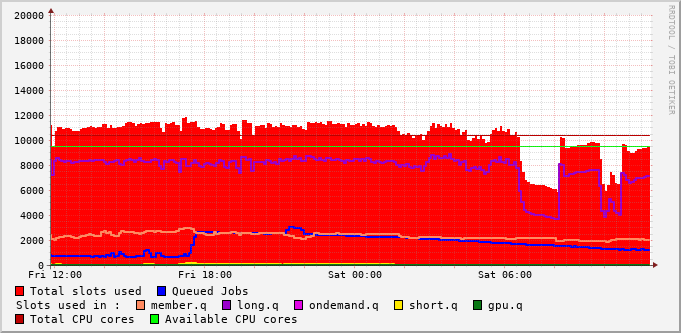 20000
18000
16000
14000
12000
10000
8000
6000
4000
2000
0
Fri 12:00 Fri 18:00 Sat 00:00 Sat 06:00
Total slots used Queued Jobs
Slots used in : member.q long.q ondemand.q short.q gpu.q
Total CPU cores Available CPU cores
RRDTOOL / TOBI OETIKER